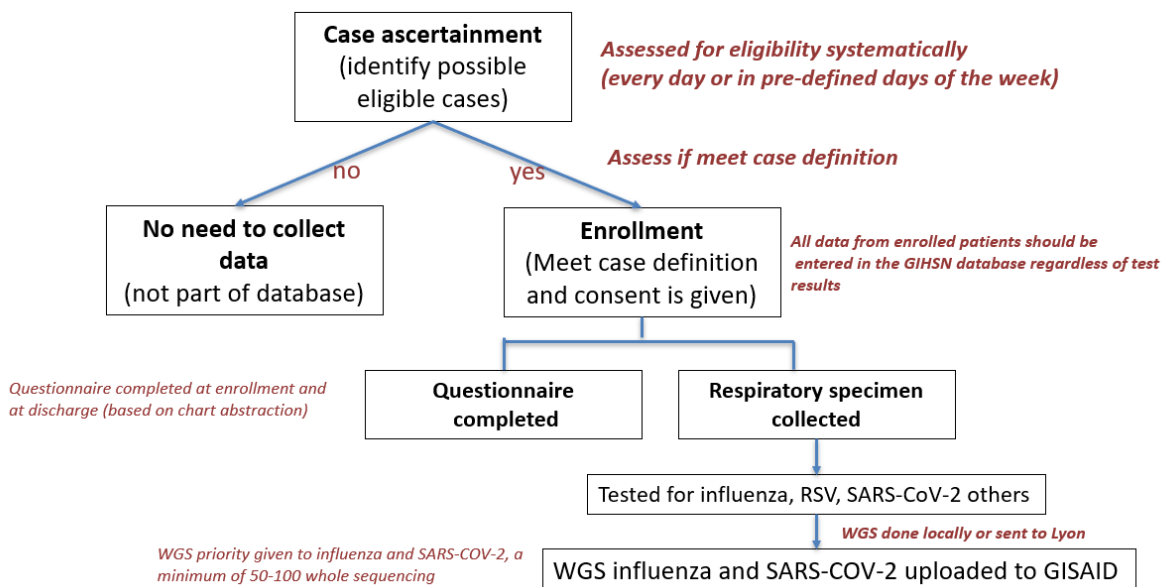 Case ascertainment
(identify possible
eligible cases)
Assessed for eligibility systematically
(every day or in pre-defined days of the week)
no
yes
Assess if meet case definition
No need to collect
data
(not part of database)
Enrollment
(Meet case definition
and consent is given)
All data from enrolled patients should be
entered in the GIHSN database regardless of test
results
Questionnaire completed at enrollment and
at discharge (based on chart abstraction)
Questionnaire
completed
Respiratory specimen
collected
Tested for influenza, RSV, SARS-CoV-2 others
WGS done locally or sent to Lyon
WGS priority given to influenza and SARS-COV-2, a
minimum of 50-100 whole sequencing
WGS influenza and SARS-COV-2 uploaded to GISAID